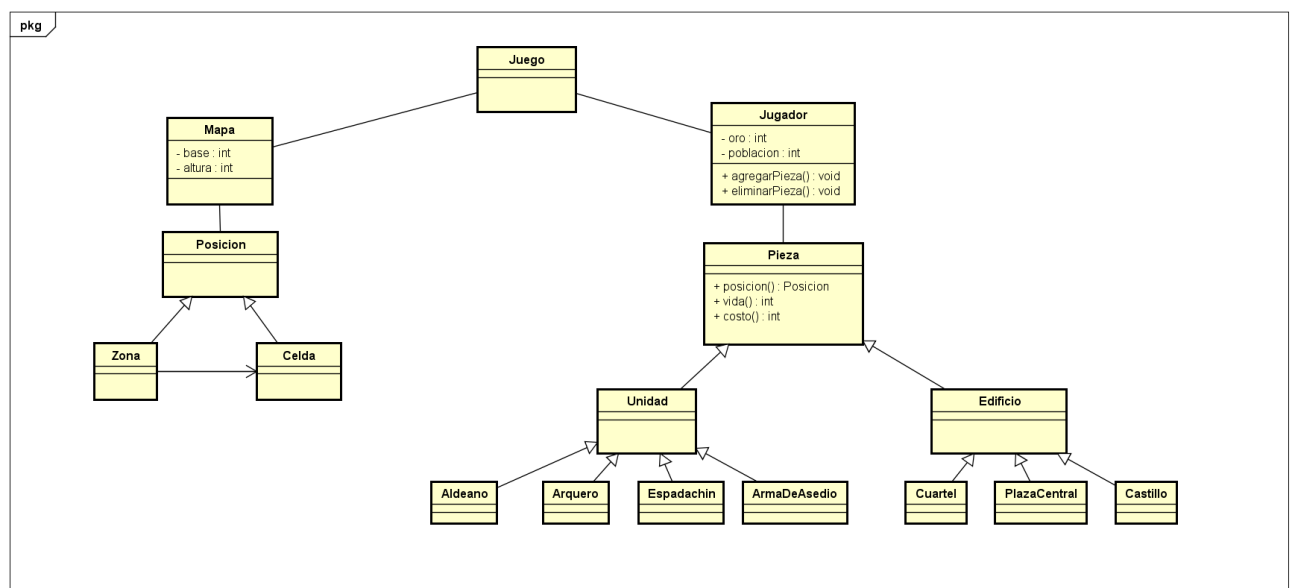 pkg
Juego
Mapa
- base : int
- altura : int
Jugador
- oro : int
- poblacion : int
+ agregarPieza() : void
+ eliminarPieza() : void
Posicion
Pieza
+ posicion() : Posicion
+ vida() : int
+ costo() : int
Zona
Celda
Unidad
Edificio
Aldeano
Arquero
Espadachin
ArmaDeAsedio
Cuartel
PlazaCentral
Castillo